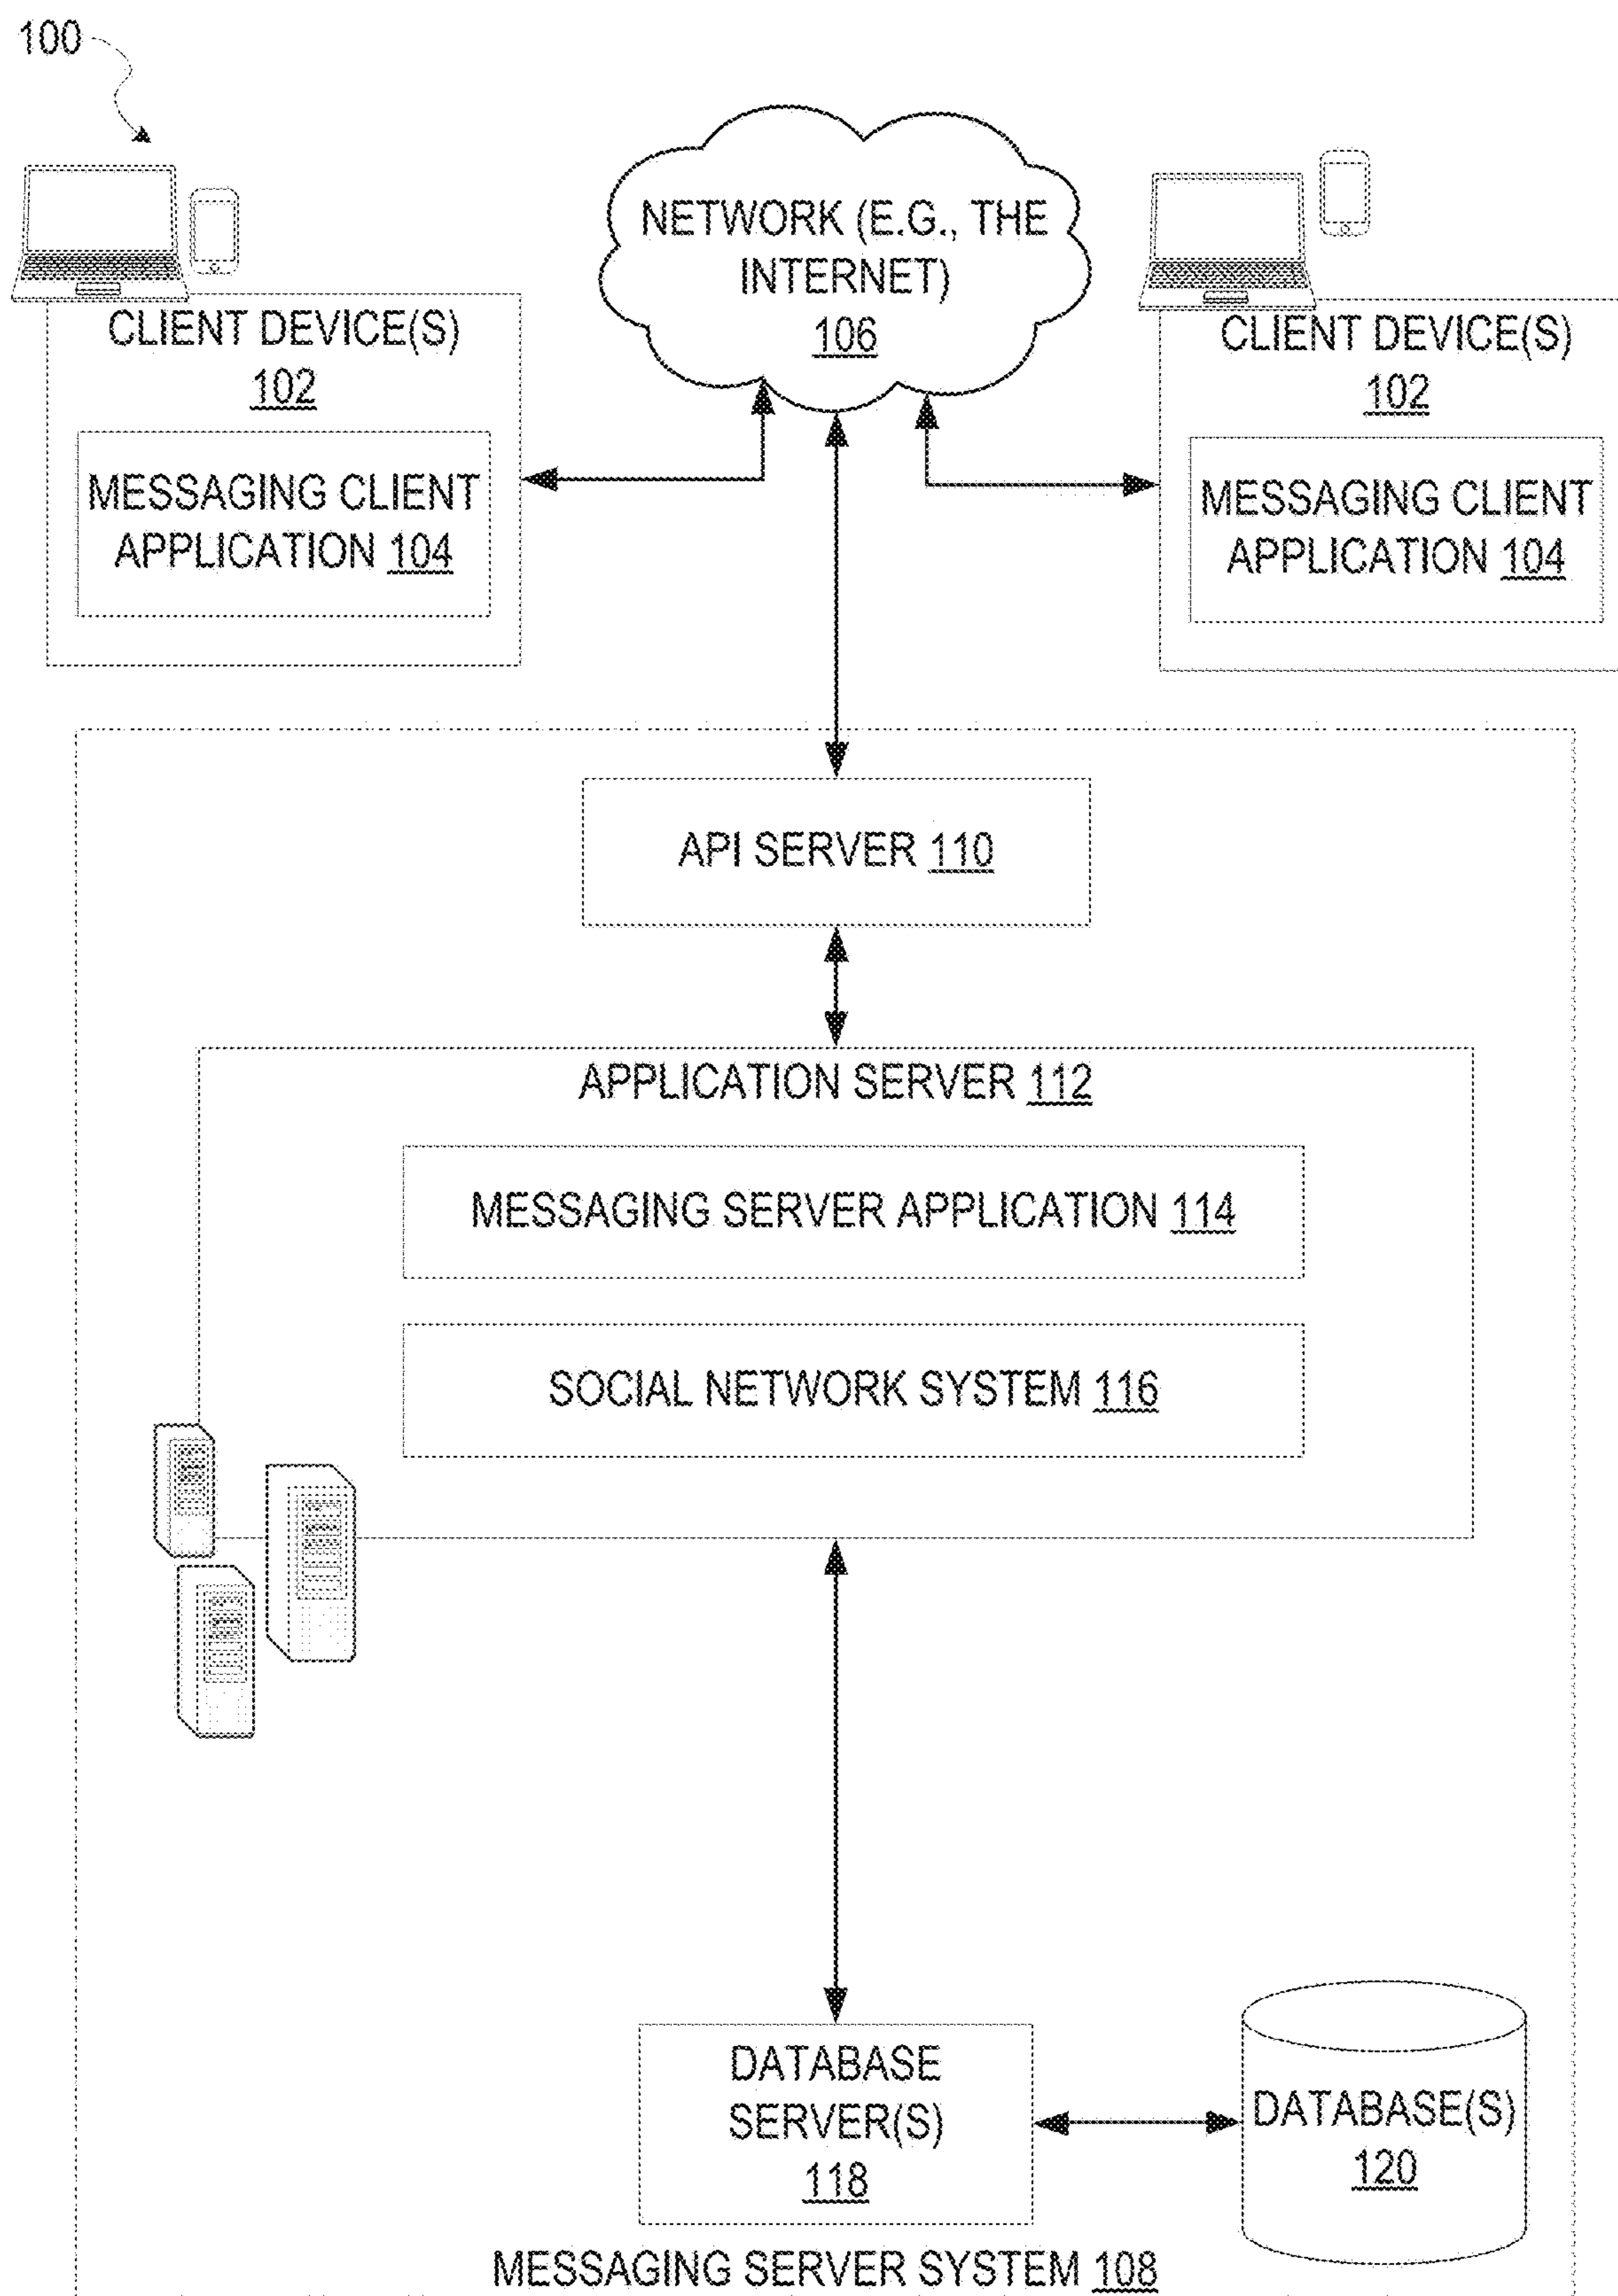 100
NETWORK (E.G., THE
INTERNET)
106
CLIENT DEVICE(S)
102
MESSAGING CLIENT
APPLICATION 104
CLIENT DEVICE(S)
102
MESSAGING CLIENT
APPLICATION 104
API SERVER 110
APPLICATION SERVER 112
MESSAGING SERVER APPLICATION 114
SOCIAL NETWORK SYSTEM 116
DATABASE
SERVER(S)
118
DATABASE(S)
120
MESSAGING SERVER SYSTEM 108